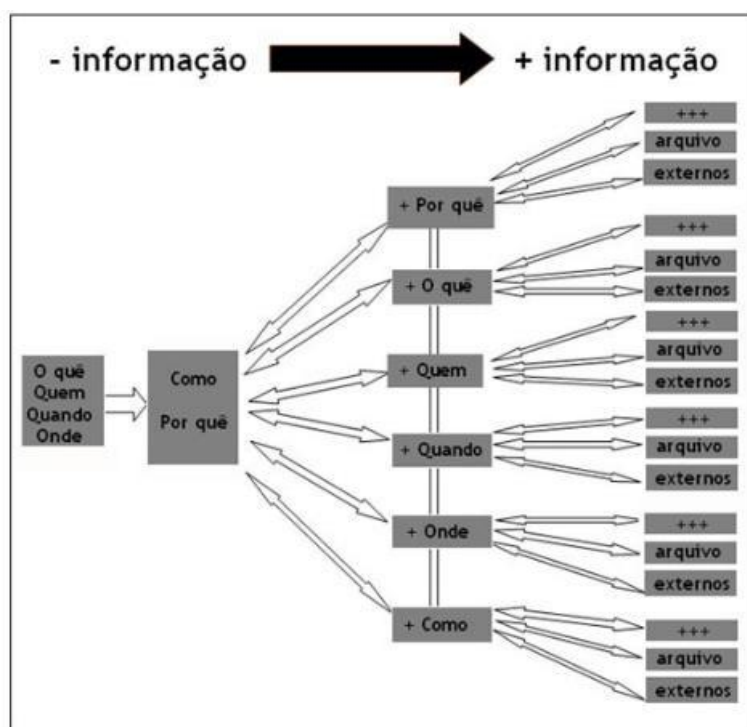 - informação
+ informação
O quê
Quem
Quando
Onde
Como
Por quê
+ Por quê
+++
arquivo
externos
+ O quê
+++
arquivo
externos
+ Quem
+++
arquivo
externos
+ Quando
+++
arquivo
externos
+ Onde
+++
arquivo
externos
+ Como
+++
arquivo
externos